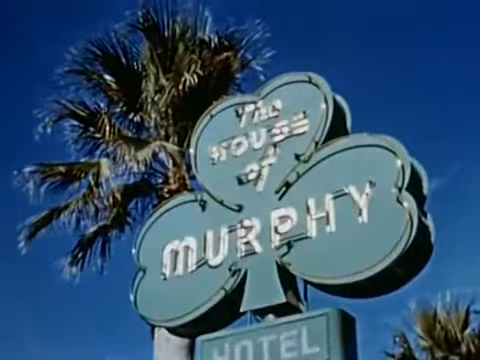 The
HOUSE
of
MURPHY
HOTEL